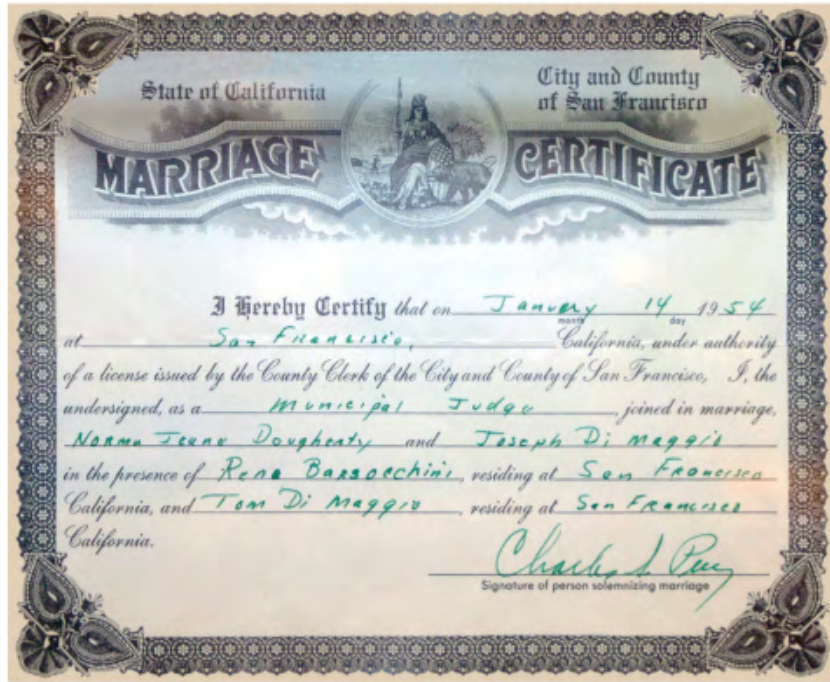 State of California
City and County
of San Francisco
MARRIAGE CERTIFICATE
I Hereby Certify that on January 14 1954
month day
at San Francisco, California, under authority
of a license issued by the County Clerk of the City and County of San Francisco, I, the
undersigned, as a Municipal Judge, joined in marriage,
Norma Jeane Dougherty and Joseph Di Maggio
in the presence of Reno Barsocchini, residing at San Francisco
California, and Tom Di Maggio, residing at San Francisco
California.
Charles S. Peery
Signature of person solemnizing marriage